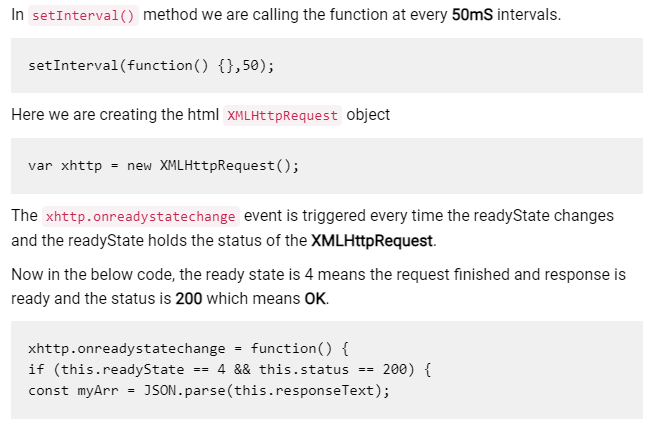 In setInterval() method we are calling the function at every 50mS intervals.
setInterval(function() {},50);
Here we are creating the html XMLHttpRequest object
var xhttp = new XMLHttpRequest();
The xhttp.onreadystatechange event is triggered every time the readyState changes
and the readyState holds the status of the XMLHttpRequest.
Now in the below code, the ready state is 4 means the request finished and response is
ready and the status is 200 which means OK.
xhttp.onreadystatechange = function() {
if (this.readyState == 4 && this.status == 200) {
const myArr = JSON.parse(this.responseText);